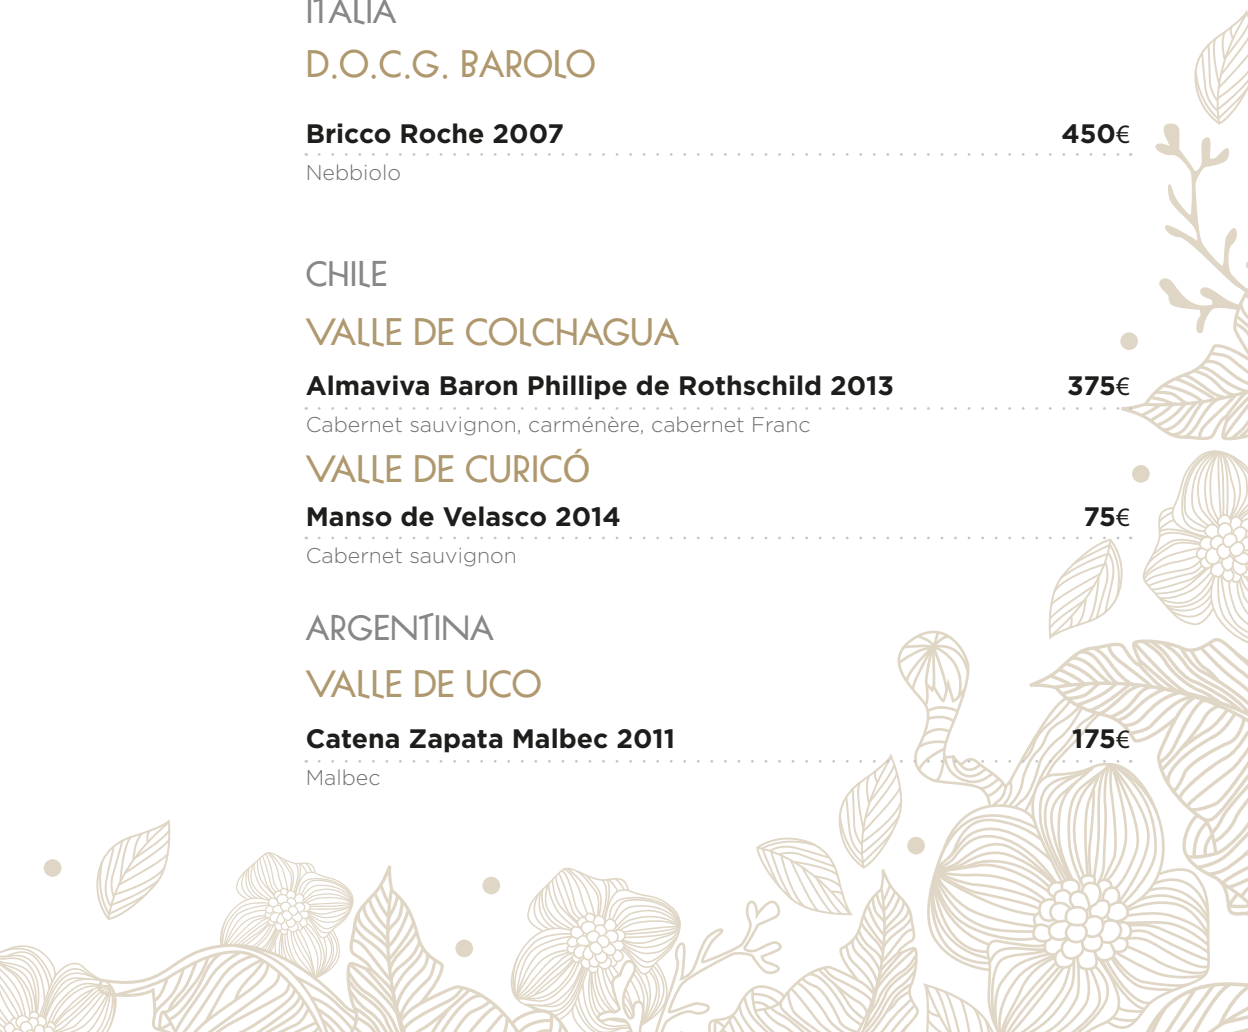 ITALIA
D.O.C.G. BAROLO
Bricco Roche 2007 450€
Nebbiolo
CHILE
VALLE DE COLCHAGUA
Almaviva Baron Phillipe de Rothschild 2013 375€
Cabernet sauvignon, carménère, cabernet Franc
VALLE DE CURICÓ
Manso de Velasco 2014 75€
Cabernet sauvignon
ARGENTINA
VALLE DE UCO
Catena Zapata Malbec 2011 175€
Malbec